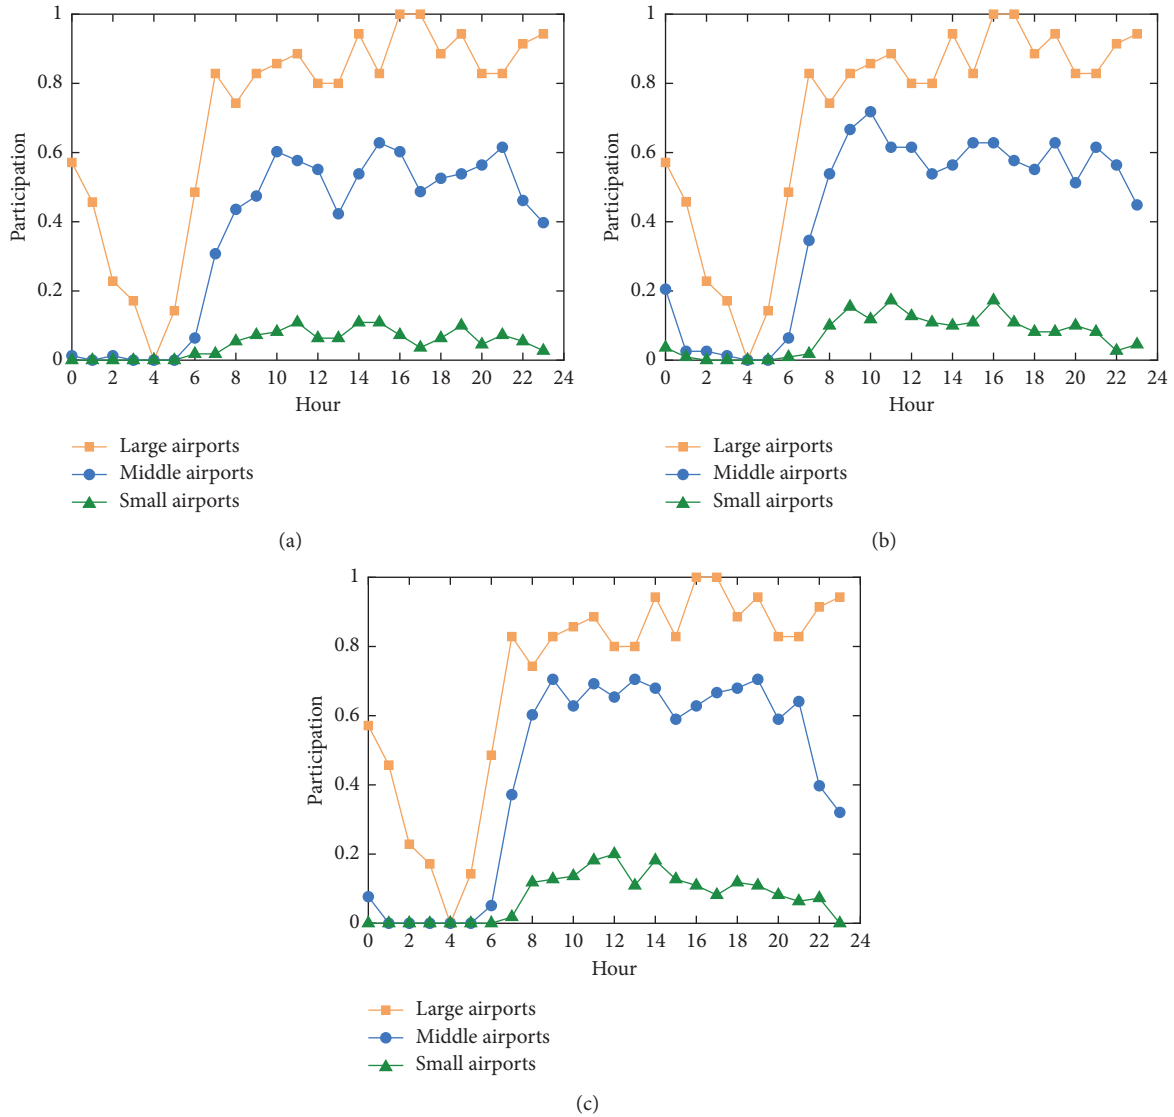 1
0.8
0.6
0.4
0.2
0
Participation
0 2 4 6 8 10 12 14 16 18 20 22 24
Hour
Large airports
Middle airports
Small airports
(a)
1
0.8
0.6
0.4
0.2
0
Participation
0 2 4 6 8 10 12 14 16 18 20 22 24
Hour
Large airports
Middle airports
Small airports
(b)
1
0.8
0.6
0.4
0.2
0
Participation
0 2 4 6 8 10 12 14 16 18 20 22 24
Hour
Large airports
Middle airports
Small airports
(c)